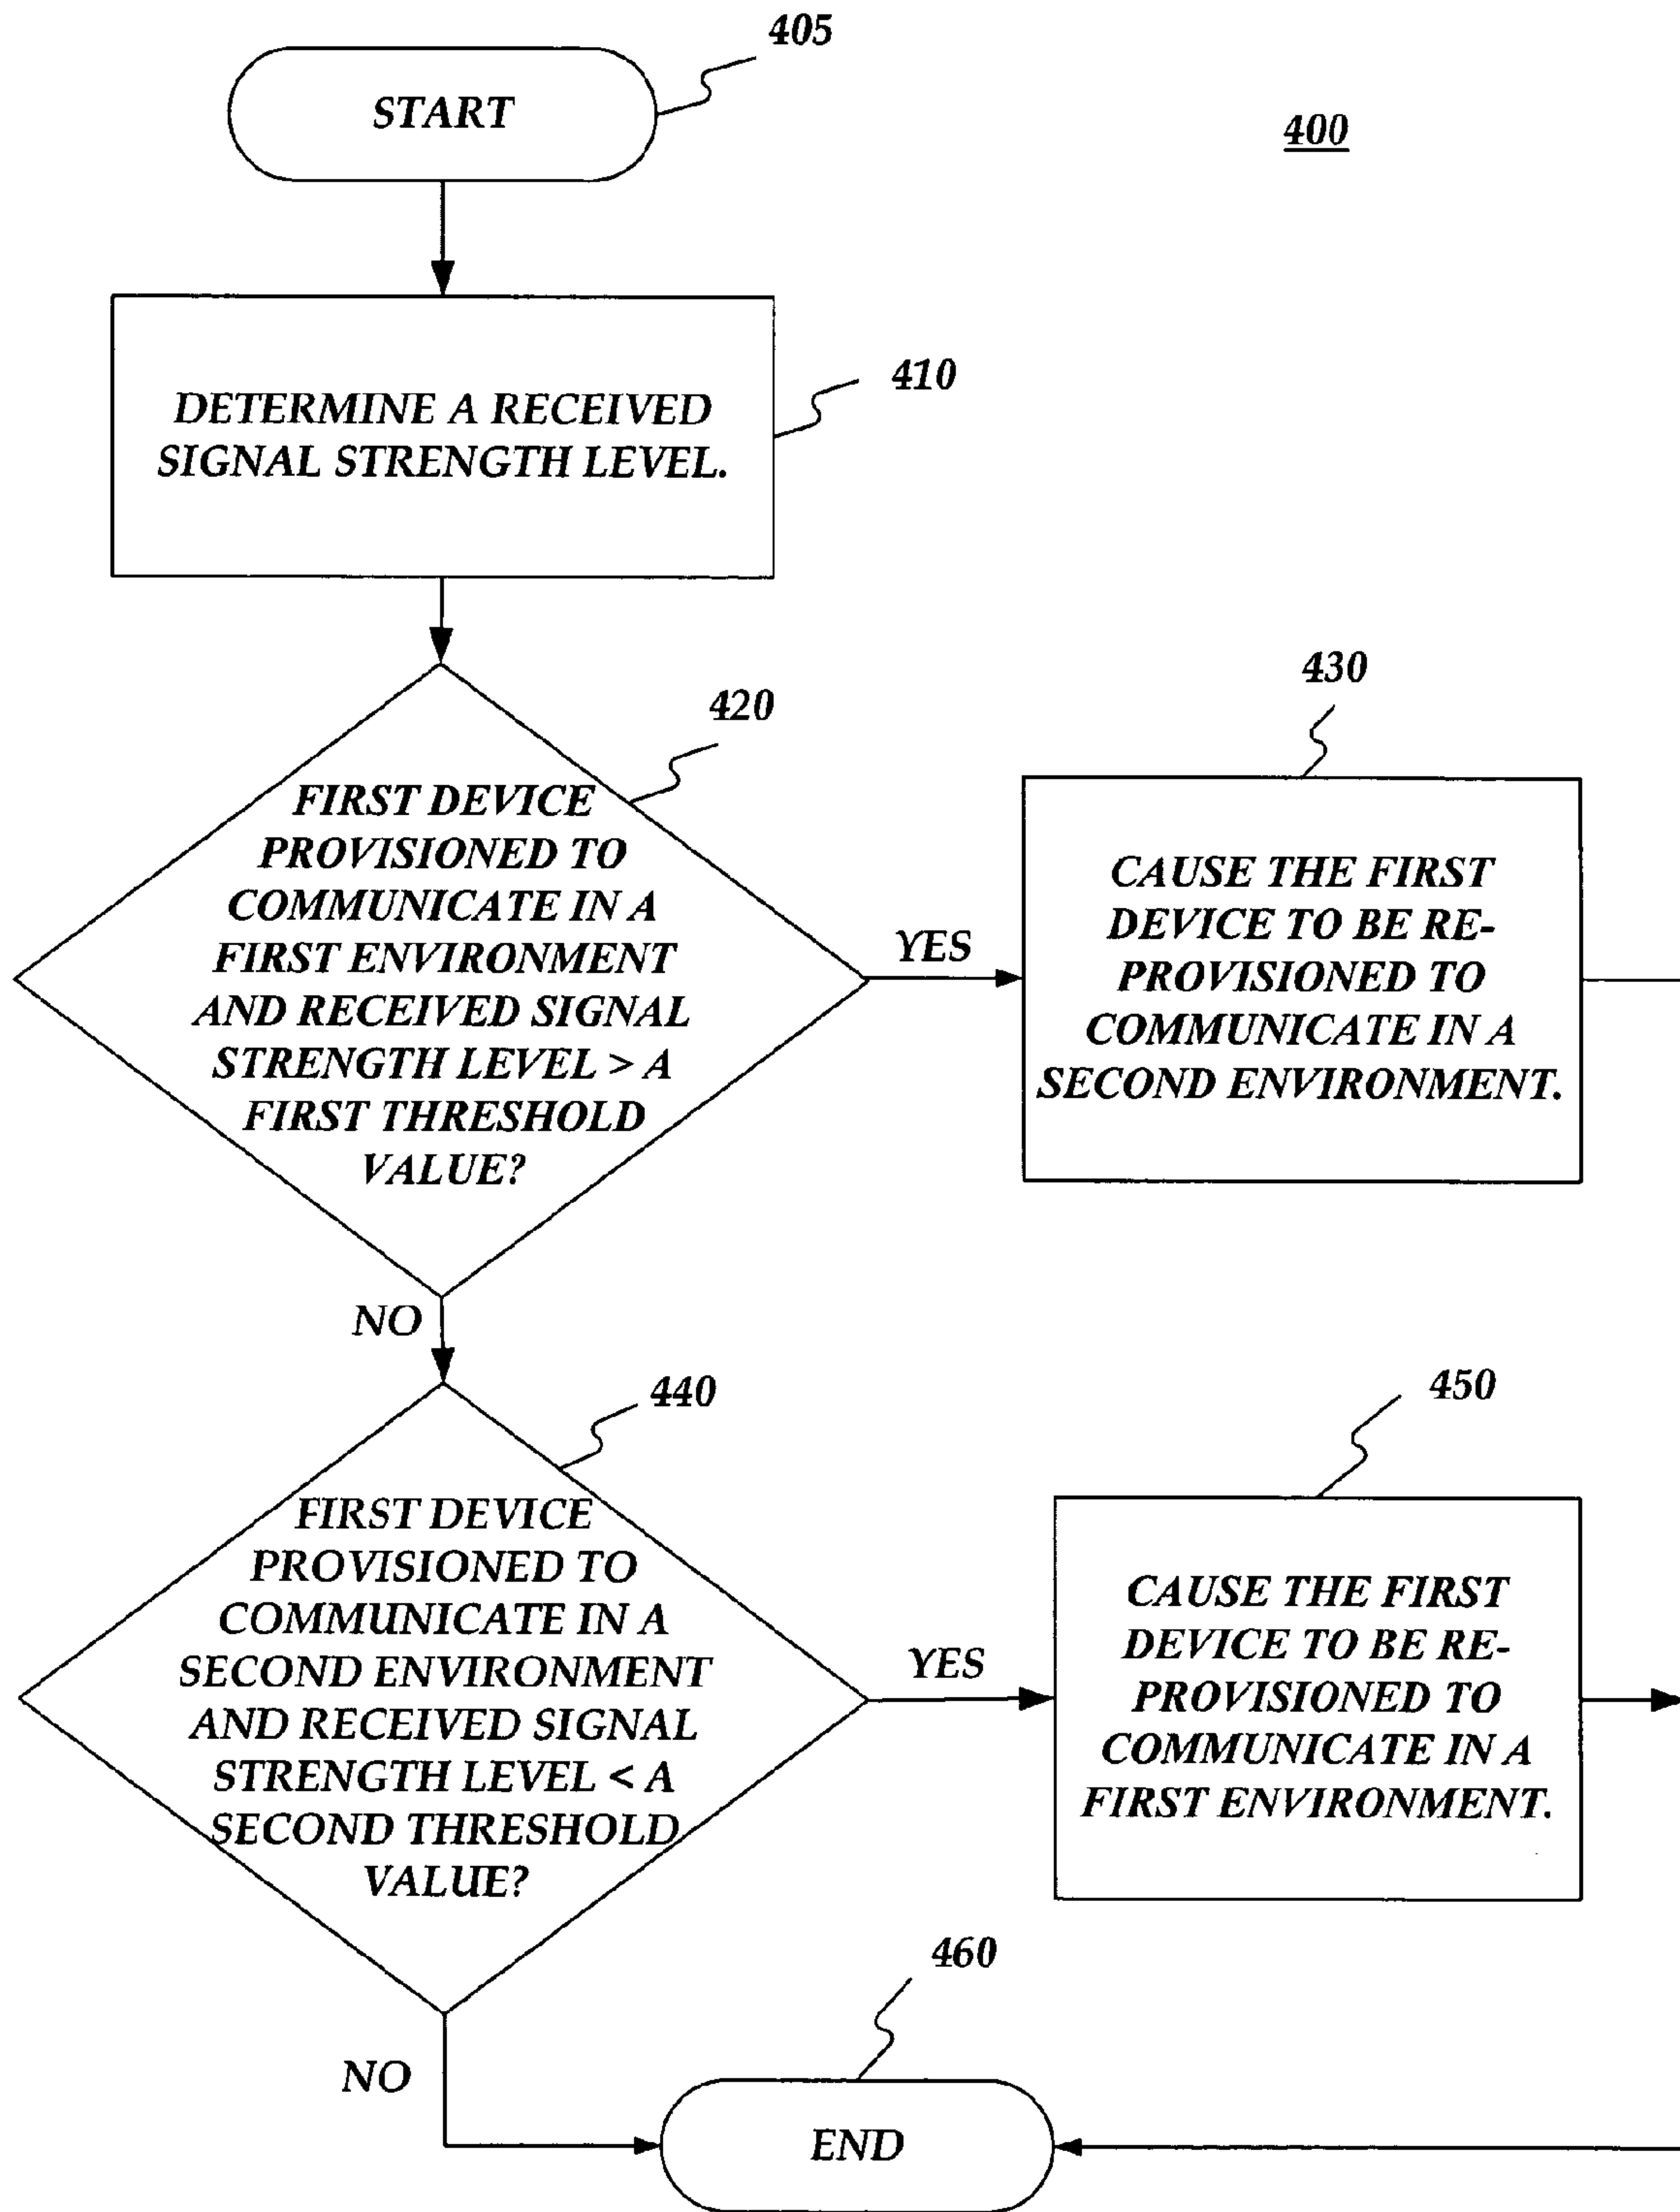 405
START
400
410
DETERMINE A RECEIVED
SIGNAL STRENGTH LEVEL.
420
FIRST DEVICE
PROVISIONED TO
COMMUNICATE IN A
FIRST ENVIRONMENT
AND RECEIVED SIGNAL
STRENGTH LEVEL > A
FIRST THRESHOLD
VALUE?
YES
430
CAUSE THE FIRST
DEVICE TO BE RE-
PROVISIONED TO
COMMUNICATE IN A
SECOND ENVIRONMENT.
NO
440
FIRST DEVICE
PROVISIONED TO
COMMUNICATE IN A
SECOND ENVIRONMENT
AND RECEIVED SIGNAL
STRENGTH LEVEL < A
SECOND THRESHOLD
VALUE?
YES
450
CAUSE THE FIRST
DEVICE TO BE RE-
PROVISIONED TO
COMMUNICATE IN A
FIRST ENVIRONMENT.
NO
460
END